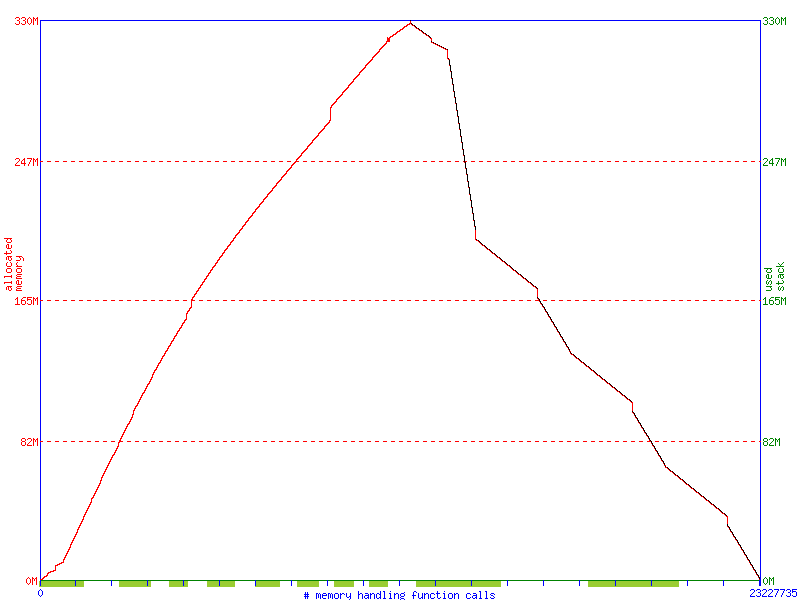 330M
330M
247M
247M
allocated
memory
used
stack
165M
165M
82M
82M
0M
0M
0
23227735
# memory handling function calls